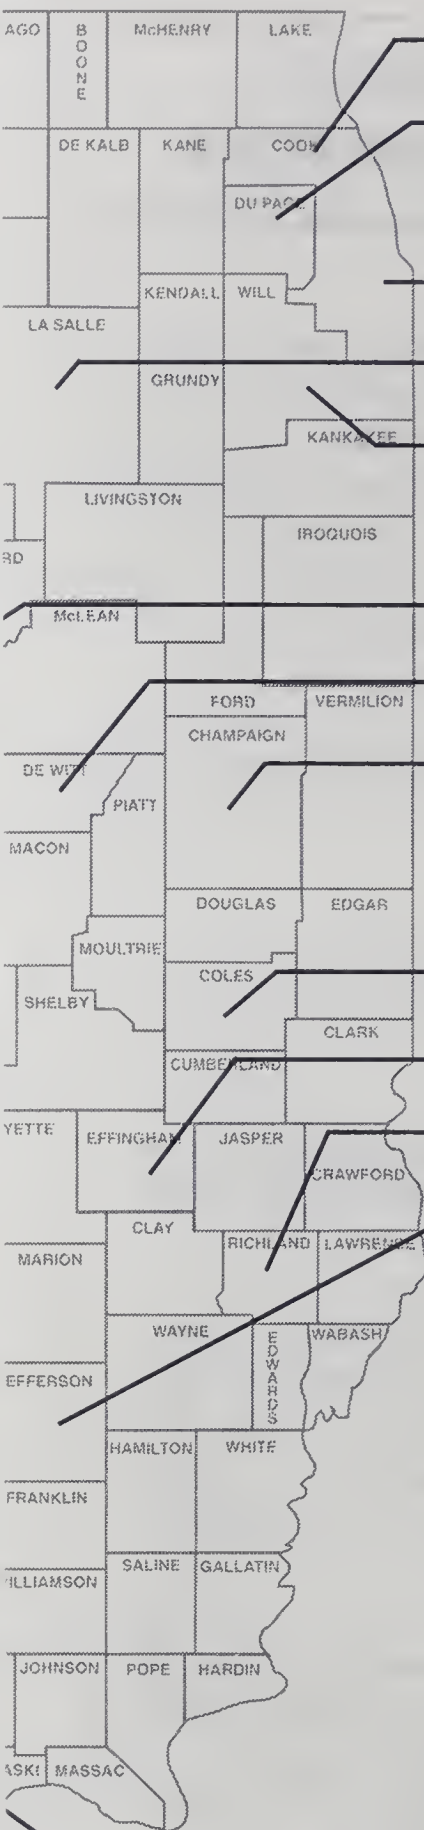 AGO BOONE McHENRY LAKE
DE KALB KANE COOK
DU PAGE
KENDALL WILL
LA SALLE
GRUNDY
KANKAKEE
LIVINGSTON
RD IROQUOIS
McLEAN
FORD VERMILION
CHAMPAIGN
DE WITT
PIATT
MACON
DOUGLAS EDGAR
MOULTRIE
COLES
SHELBY
CLARK
CUMBERLAND
YETTE EFFINGHAM JASPER
CRAWFORD
CLAY
RICHLAND LAWRENCE
MARION
WAYNE EDWARDS WABASH
EFFERSON
HAMILTON WHITE
FRANKLIN
SALINE GALLATIN
ILLIAMSON
JOHNSON POPE HARDIN
ASKI MASSAC